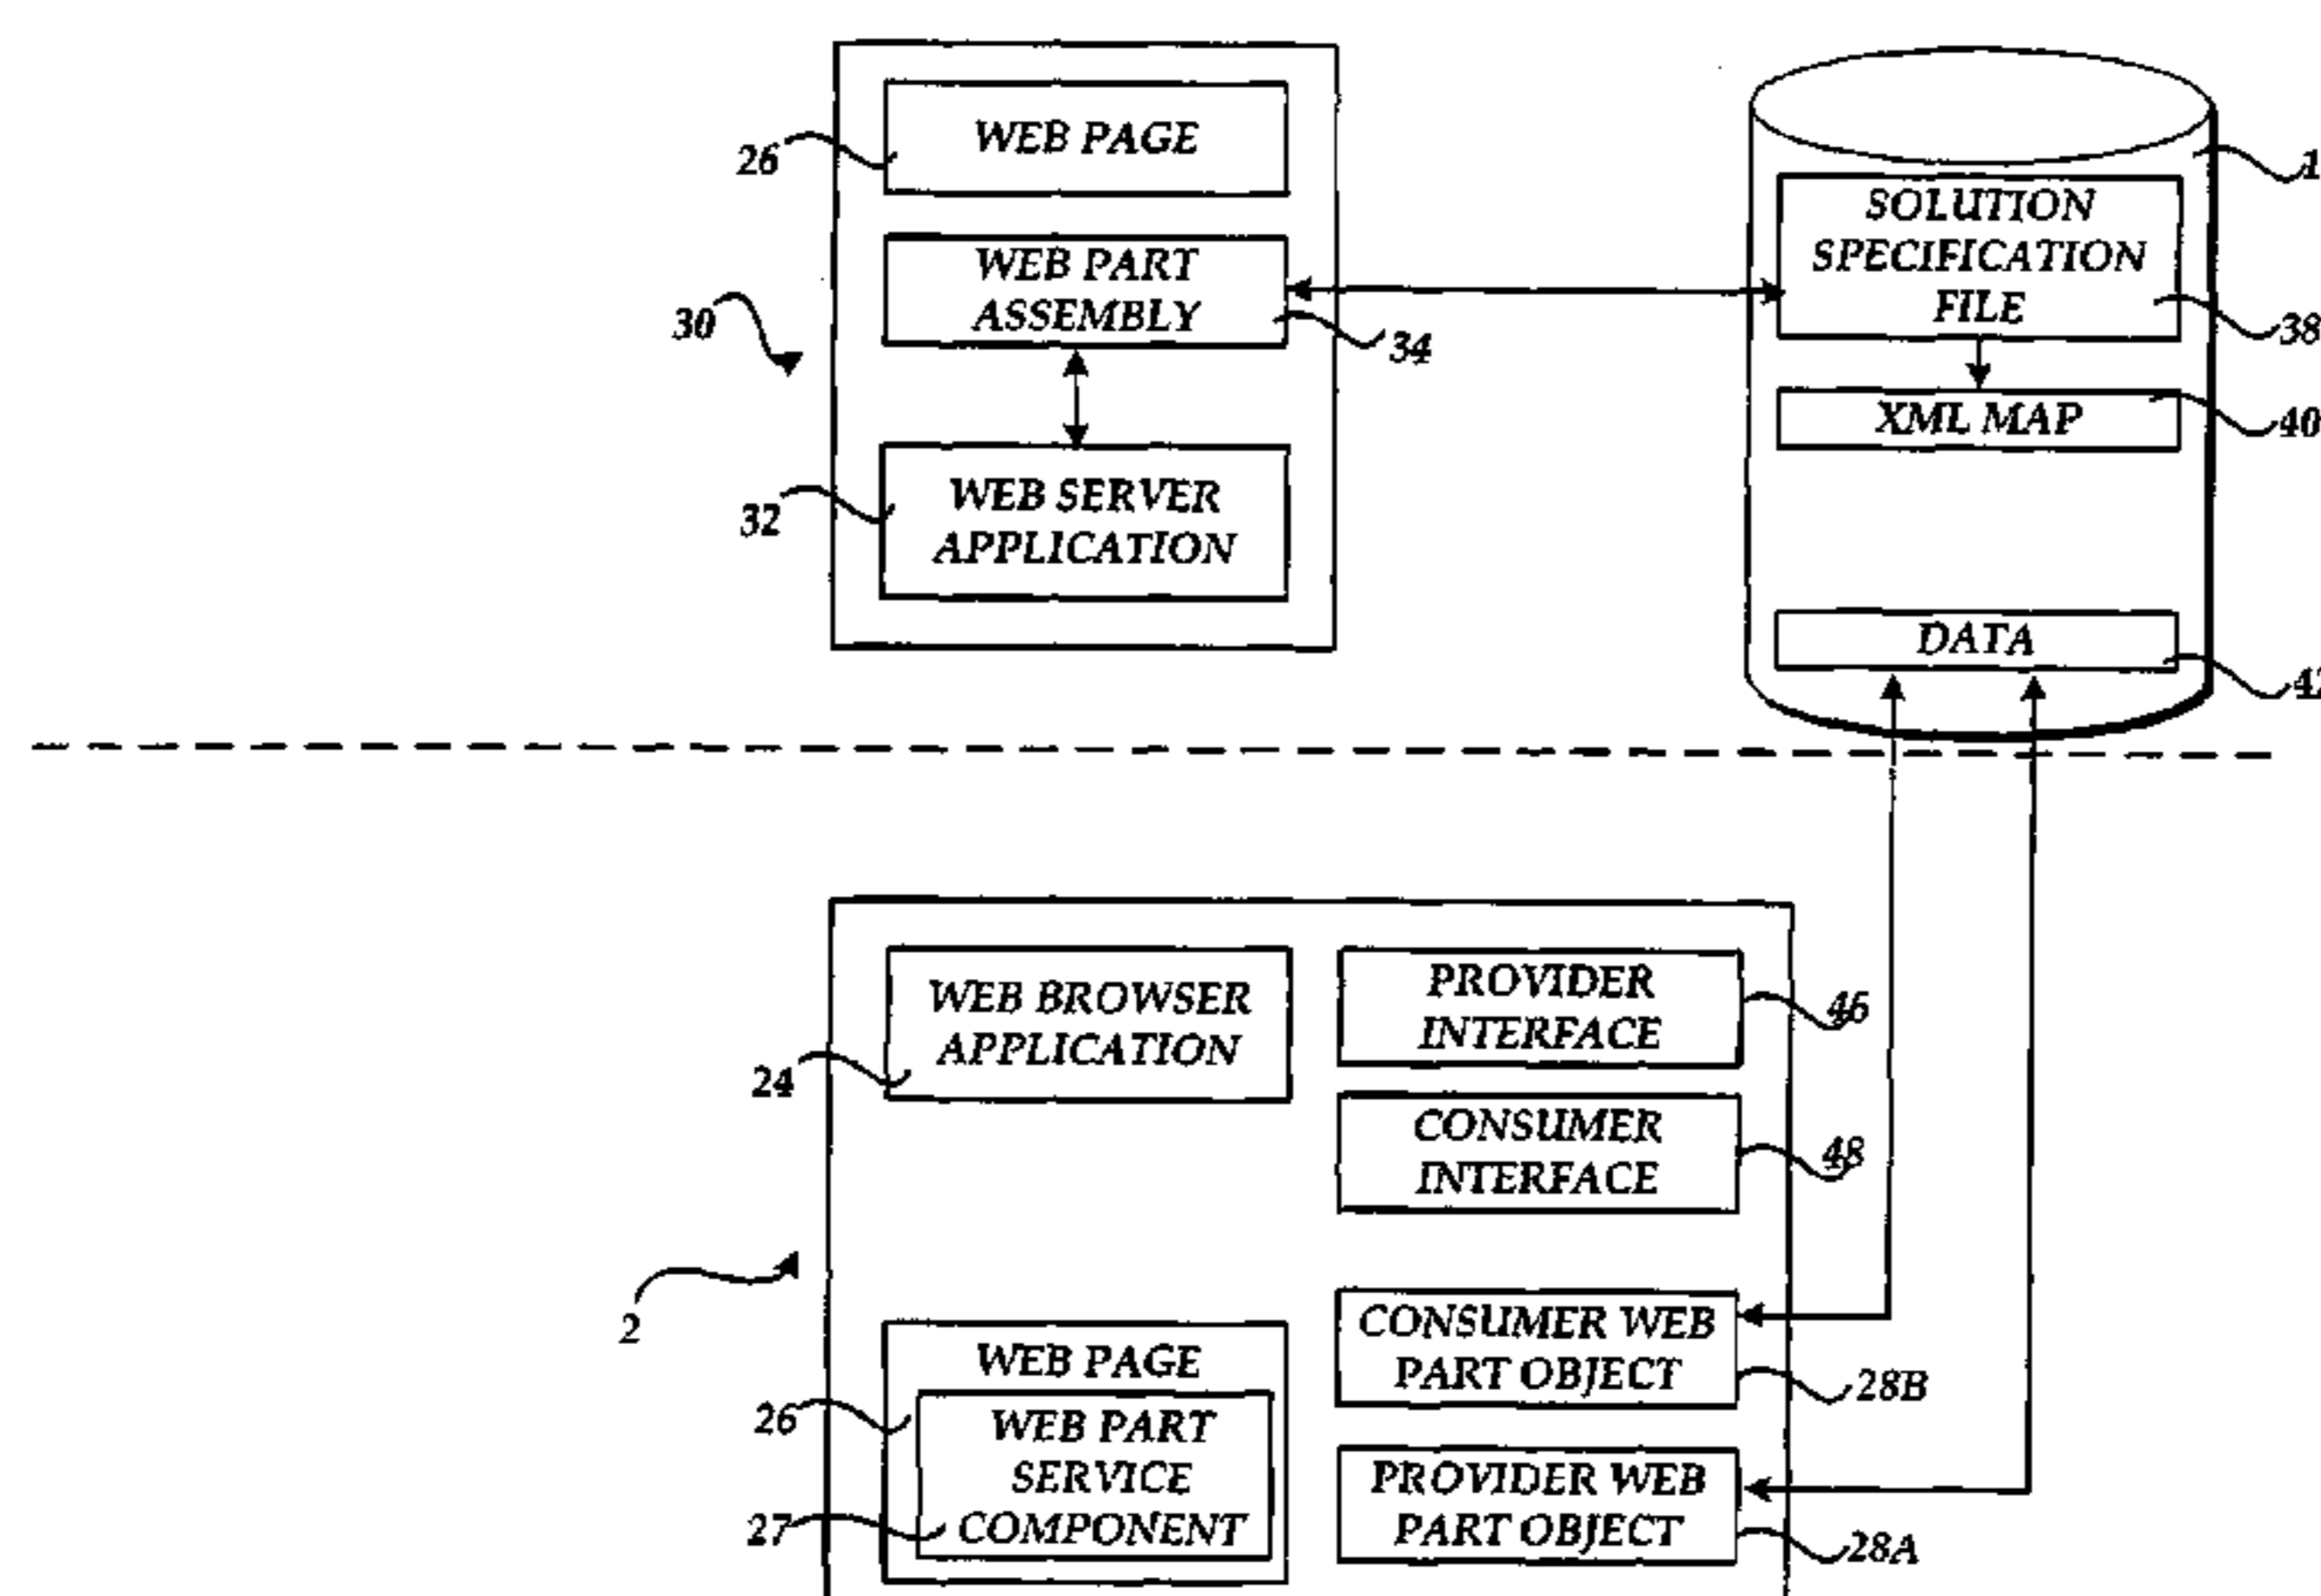 WEB PAGE
26
WEB PART
ASSEMBLY
34
30
WEB SERVER
APPLICATION
32
SOLUTION
SPECIFICATION
FILE
38
XML MAP
40
DATA
WEB BROWSER
APPLICATION
24
PROVIDER
INTERFACE
46
CONSUMER
INTERFACE
48
2
CONSUMER WEB
PART OBJECT
28B
WEB PAGE
26
WEB PART
SERVICE
COMPONENT
27
PROVIDER WEB
PART OBJECT
28A